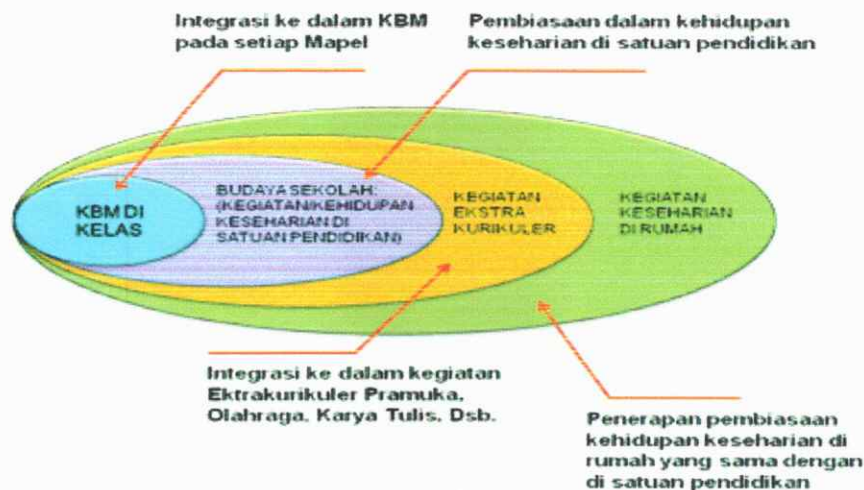 Integrasi ke dalam KBM
pada setiap Mapel
Pembiasaan dalam kehidupan
keseharian di satuan pendidikan
KBM DI
KELAS
BUDAYA SEKOLAH:
(KEGIATAN/KEHIDUPAN
KESEHARIAN DI
SATUAN PENDIDIKAN)
KEGIATAN
EKSTRA
KURIKULER
KEGIATAN
KESEHARIAN
DI RUMAH
Integrasi ke dalam kegiatan
Ektrakurikuler Pramuka,
Olahraga, Karya Tulis, Dsb.
Penerapan pembiasaan
kehidupan keseharian di
rumah yang sama dengan
di satuan pendidikan